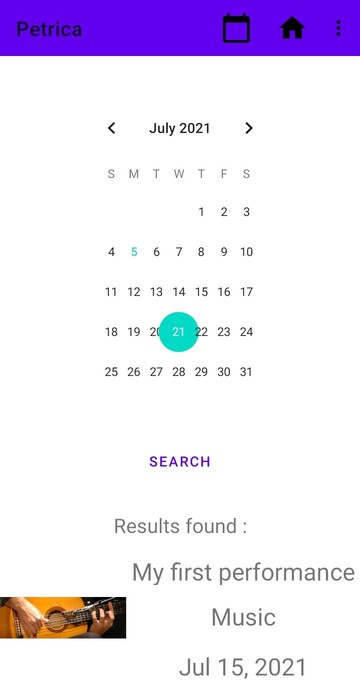 Petrica
July 2021
S M T W T F S
1 2 3
4 5 6 7 8 9 10
11 12 13 14 15 16 17
18 19 20 21 22 23 24
25 26 27 28 29 30 31
SEARCH
Results found :
My first performance
Music
Jul 15, 2021